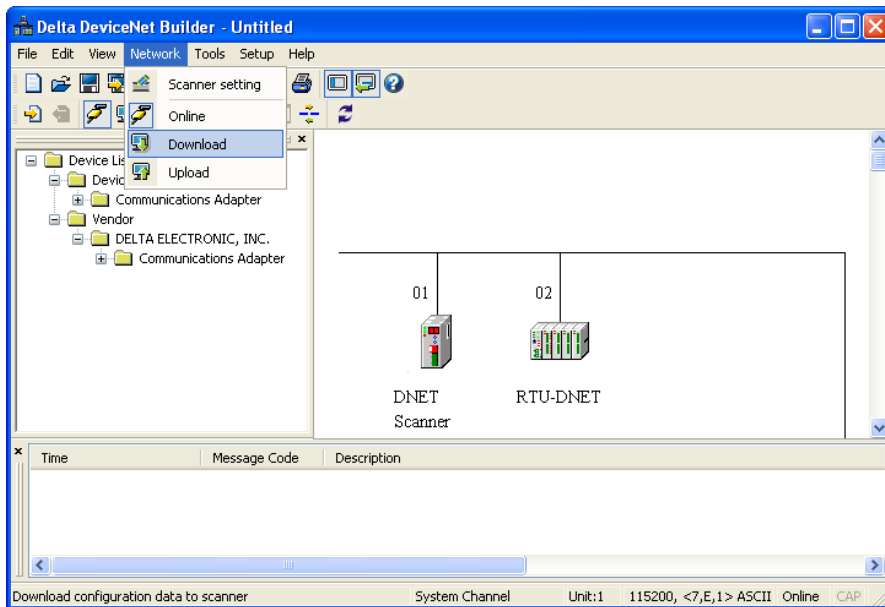 Delta DeviceNet Builder - Untitled
File Edit View Network Tools Setup Help
Scanner setting
Online
Download
Upload
Device Lis
Devic
Communications Adapter
Vendor
DELTA ELECTRONIC, INC.
Communications Adapter
01 02
DNET RTU-DNET
Scanner
Time Message Code Description
Download configuration data to scanner System Channel Unit:1 115200, <7,E,1> ASCII Online CAP